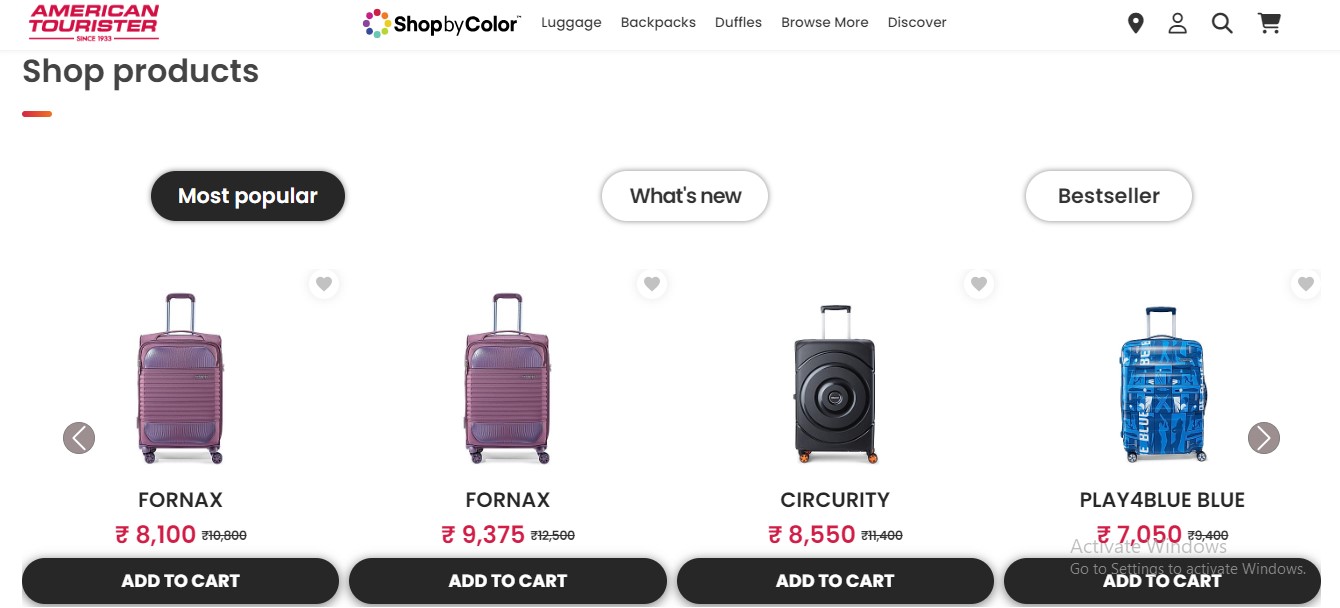 AMERICAN
TOURISTER
SINCE 1933
ShopbyColor™ Luggage Backpacks Duffles Browse More Discover
Shop products
Most popular What's new Bestseller
FORNAX FORNAX CIRCURITY PLAY4BLUE BLUE
₹ 8,100 ₹10,800 ₹ 9,375 ₹12,500 ₹ 8,550 ₹11,400 ₹ 7,050 ₹9,400
Activate Windows
Go to Settings to activate Windows.
ADD TO CART ADD TO CART ADD TO CART ADD TO CART